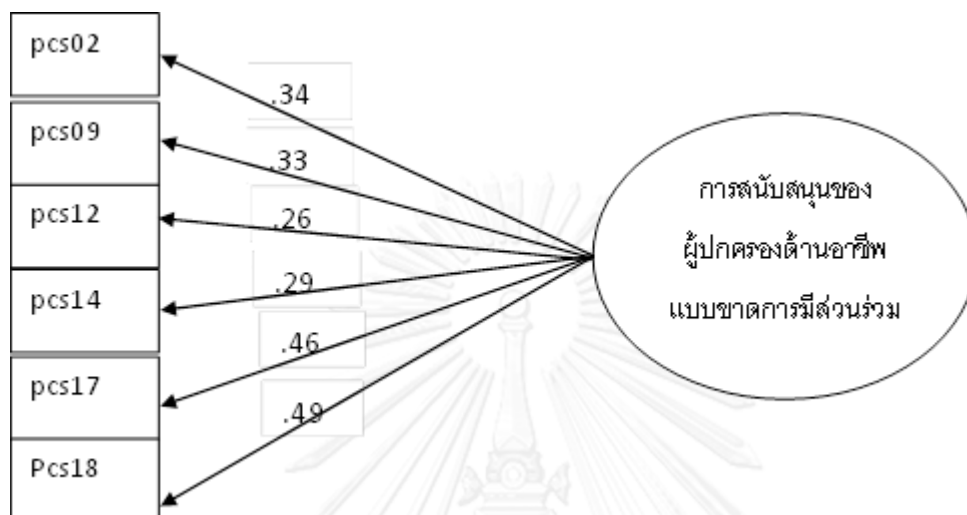 pcs02
.34
pcs09
.33
pcs12
.26
pcs14
.29
pcs17
.46
Pcs18
.49
การสนับสนุนของ
ผู้ปกครองด้านอาชีพ
แบบขาดการมีส่วนร่วม